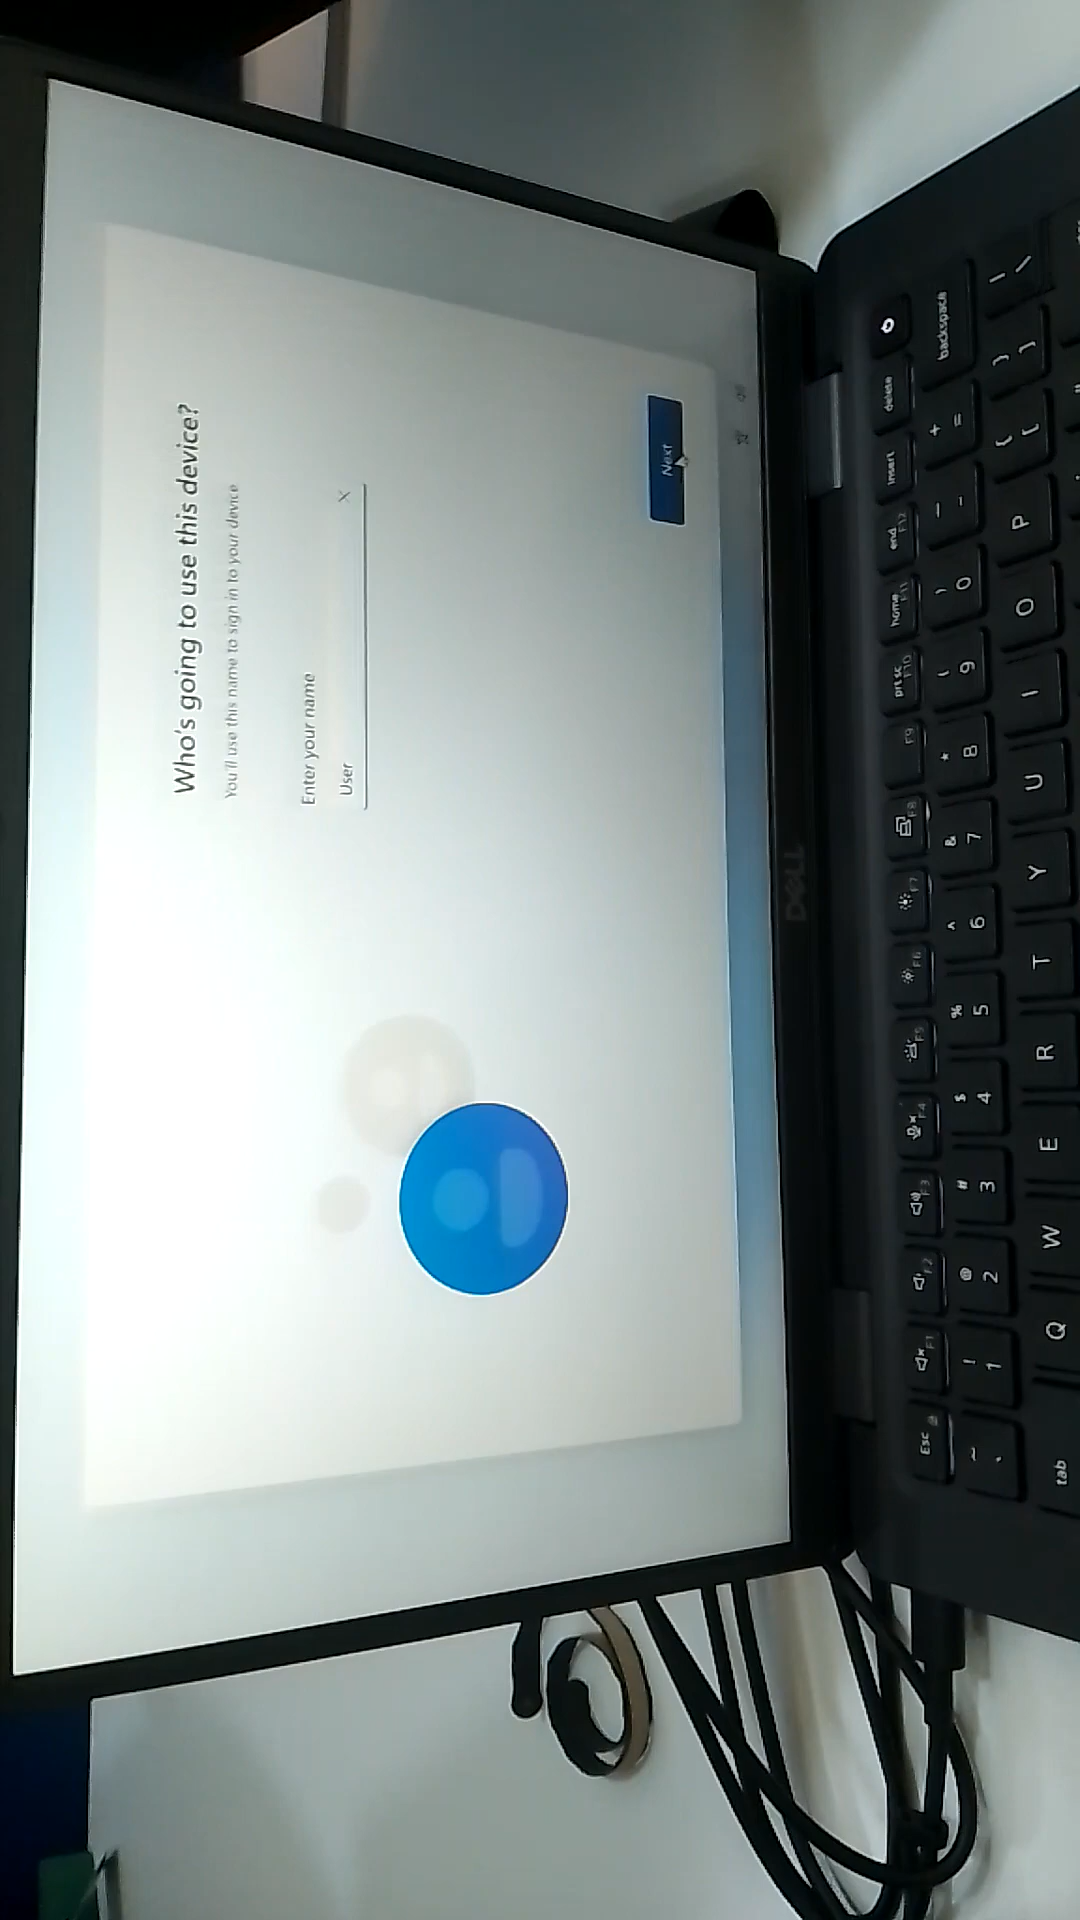 Who's going to use this device?
You'll use this name to sign in to your device
Enter your name
User
Next
DELL
Esc F1 F2 F3 F4 F5 F6 F7 F8 F9 prt sc F10 home F11 end F12 insert delete
~ ` ! 1 @ 2 # 3 $ 4 % 5 ^ 6 & 7 * 8 ( 9 ) 0 _ - + = backspace
tab Q W E R T Y U I O P { [ } ] | \